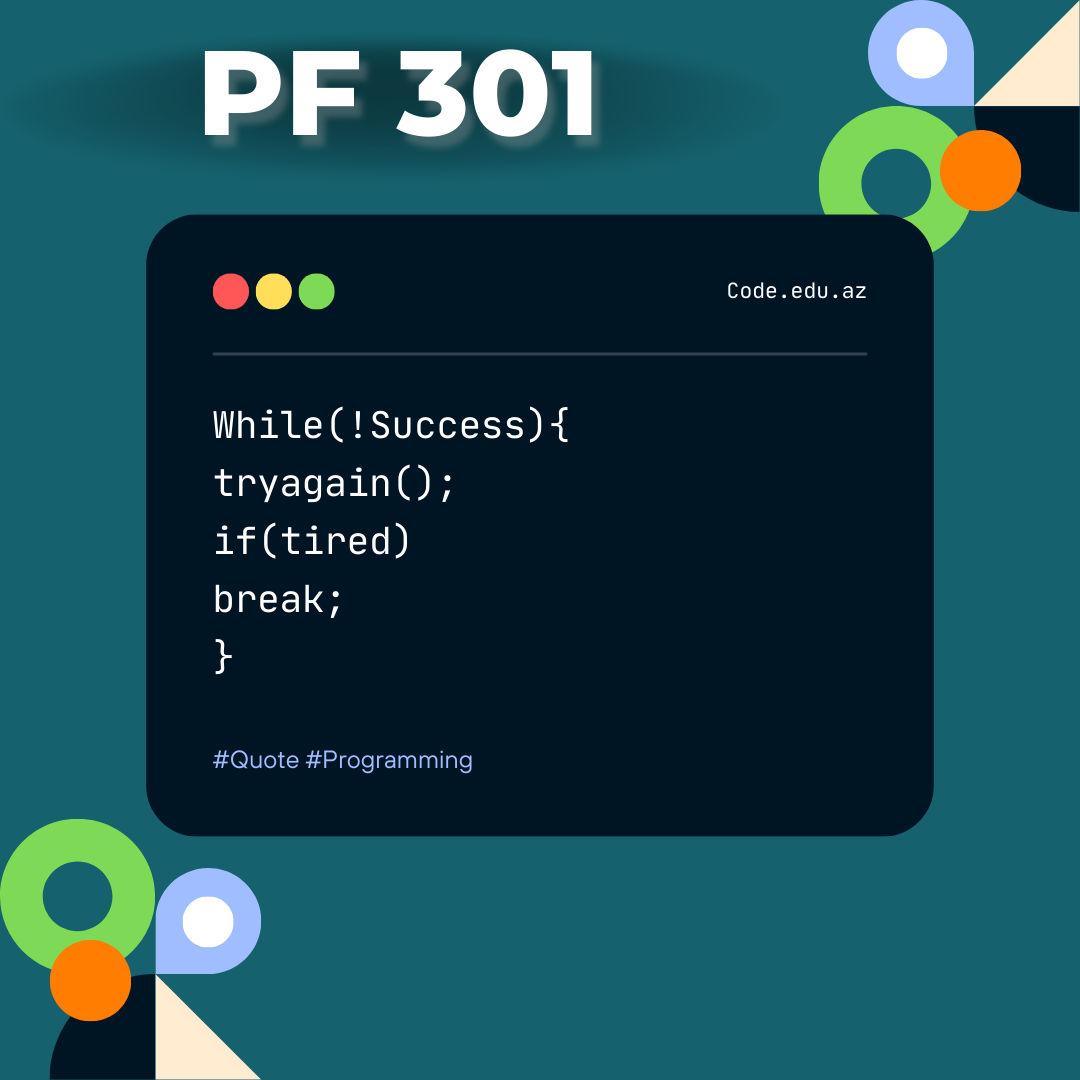 PF 301
Code.edu.az
While(!Success){
tryagain();
if(tired)
break;
}
#Quote #Programming